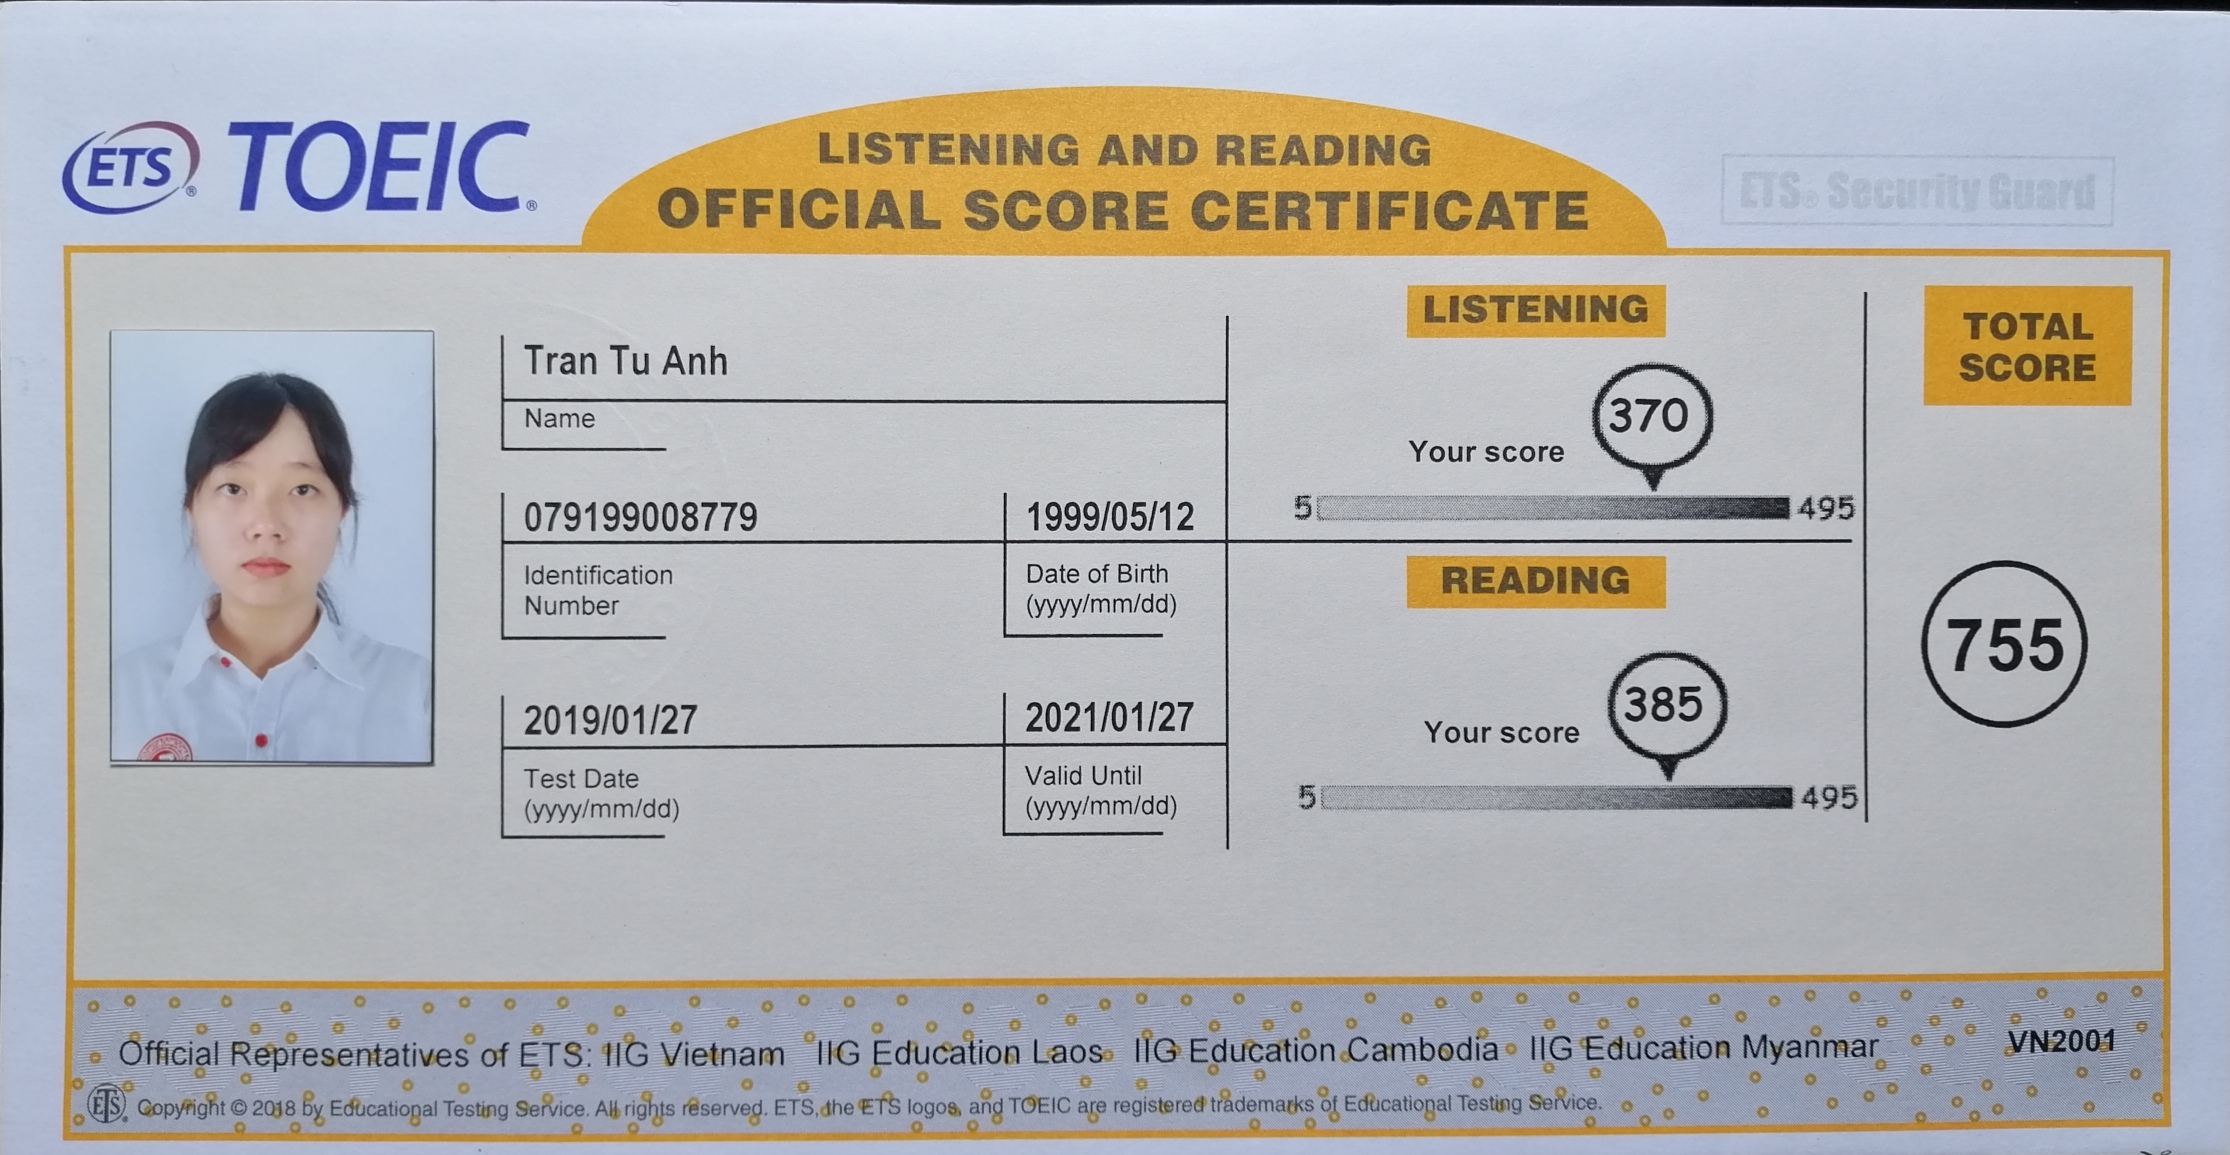 ETS® TOEIC®
LISTENING AND READING
OFFICIAL SCORE CERTIFICATE
ETS® Security Guard
Tran Tu Anh
Name
079199008779
Identification
Number
1999/05/12
Date of Birth
(yyyy/mm/dd)
2019/01/27
Test Date
(yyyy/mm/dd)
2021/01/27
Valid Until
(yyyy/mm/dd)
LISTENING
Your score 370
5 495
READING
Your score 385
5 495
TOTAL
SCORE
755
Official Representatives of ETS: IIG Vietnam IIG Education Laos IIG Education Cambodia IIG Education Myanmar
VN2001
ETS® Copyright © 2018 by Educational Testing Service. All rights reserved. ETS, the ETS logos, and TOEIC are registered trademarks of Educational Testing Service.